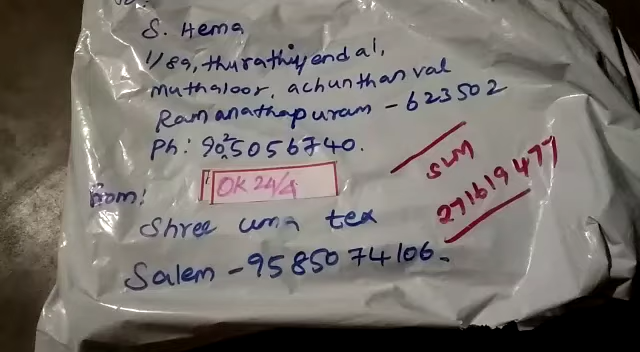 To:
S. Hema
1/89, thurathiyendal,
muthaloor, achunthanval
Ramanathapuram - 623502
Ph: 9025056740.
SLM
271619477
OK 24/4
From:
Shree uma tex
Salem - 9585074106.